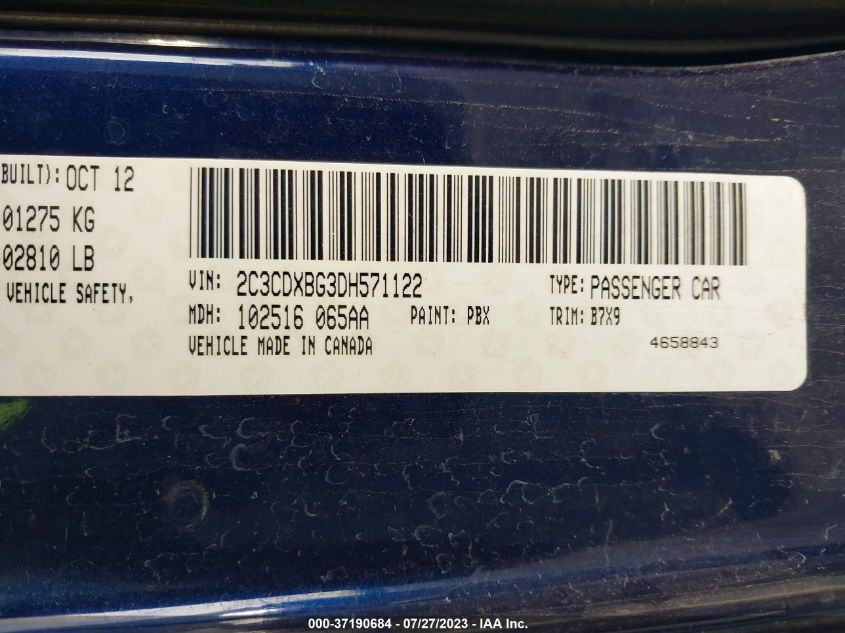 BUILT): OCT 12
01275 KG
02810 LB
VEHICLE SAFETY,
VIN: 2C3CDXBG3DH571122 TYPE: PASSENGER CAR
MDH: 102516 065AA PAINT: PBX TRIM: B7X9
VEHICLE MADE IN CANADA 4658843
000-37190684 / 07/27/2023 - IAA Inc.